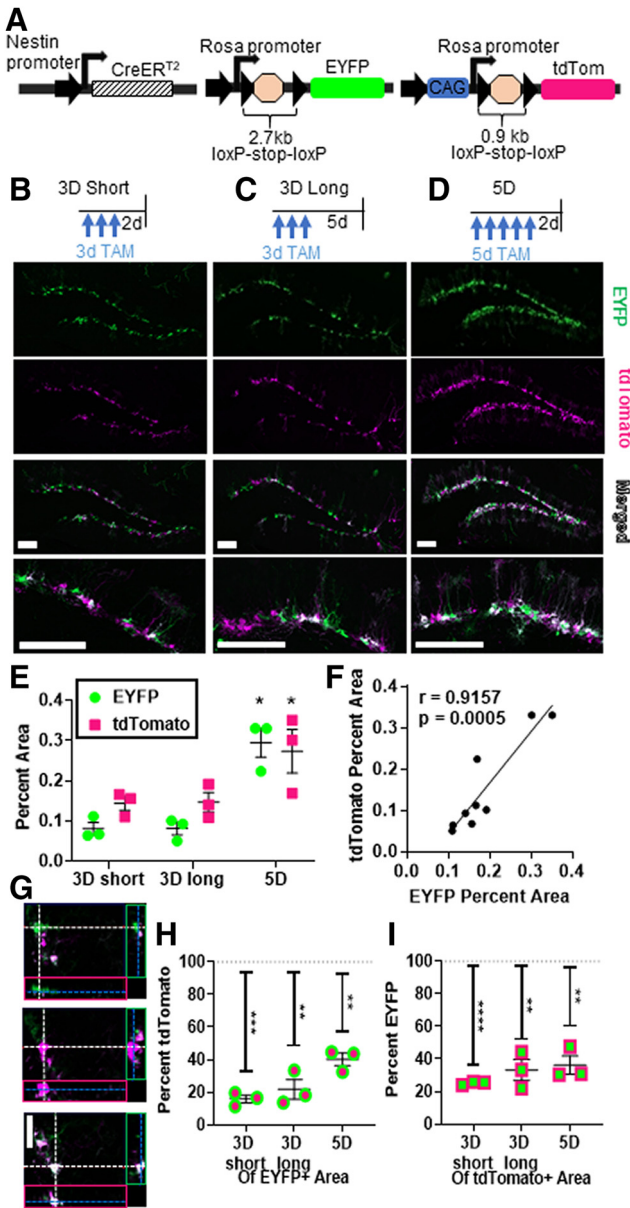 A
Nestin promoter
CreERT2
Rosa promoter
EYFP
2.7kb
loxP-stop-loxP
Rosa promoter
CAG
tdTom
0.9 kb
loxP-stop-loxP
B
3D Short
2d
3d TAM
C
3D Long
5d
3d TAM
D
5D
2d
5d TAM
EYFP
tdTomato
Merged
E
EYFP
tdTomato
* *
Percent Area
0.4
0.3
0.2
0.1
0.0
3D short
3D long
5D
F
r = 0.9157
p = 0.0005
tdTomato Percent Area
0.4
0.3
0.2
0.1
0.0
0.0 0.1 0.2 0.3 0.4
EYFP Percent Area
G
H
Percent tdTomato
100
80
60
40
20
0
***
**
**
3D short
3D long
5D
Of EYFP+ Area
I
Percent EYFP
100
80
60
40
20
0
****
**
**
3D short
3D long
5D
Of tdTomato+ Area